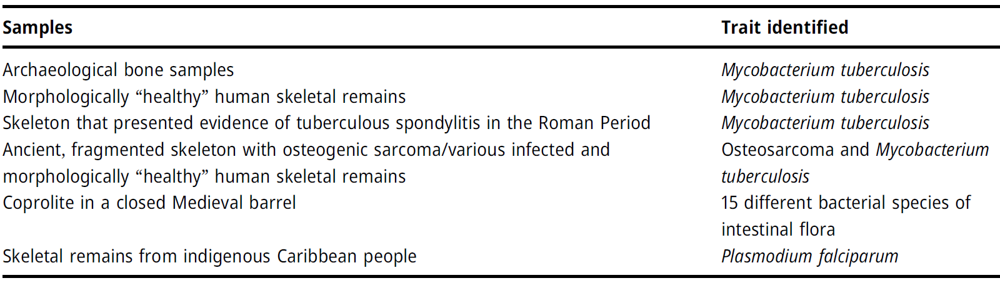 Samples Trait identified
Archaeological bone samples Mycobacterium tuberculosis
Morphologically “healthy” human skeletal remains Mycobacterium tuberculosis
Skeleton that presented evidence of tuberculous spondylitis in the Roman Period Mycobacterium tuberculosis
Ancient, fragmented skeleton with osteogenic sarcoma/various infected and Osteosarcoma and Mycobacterium
morphologically “healthy” human skeletal remains tuberculosis
Coprolite in a closed Medieval barrel 15 different bacterial species of
intestinal flora
Skeletal remains from indigenous Caribbean people Plasmodium falciparum